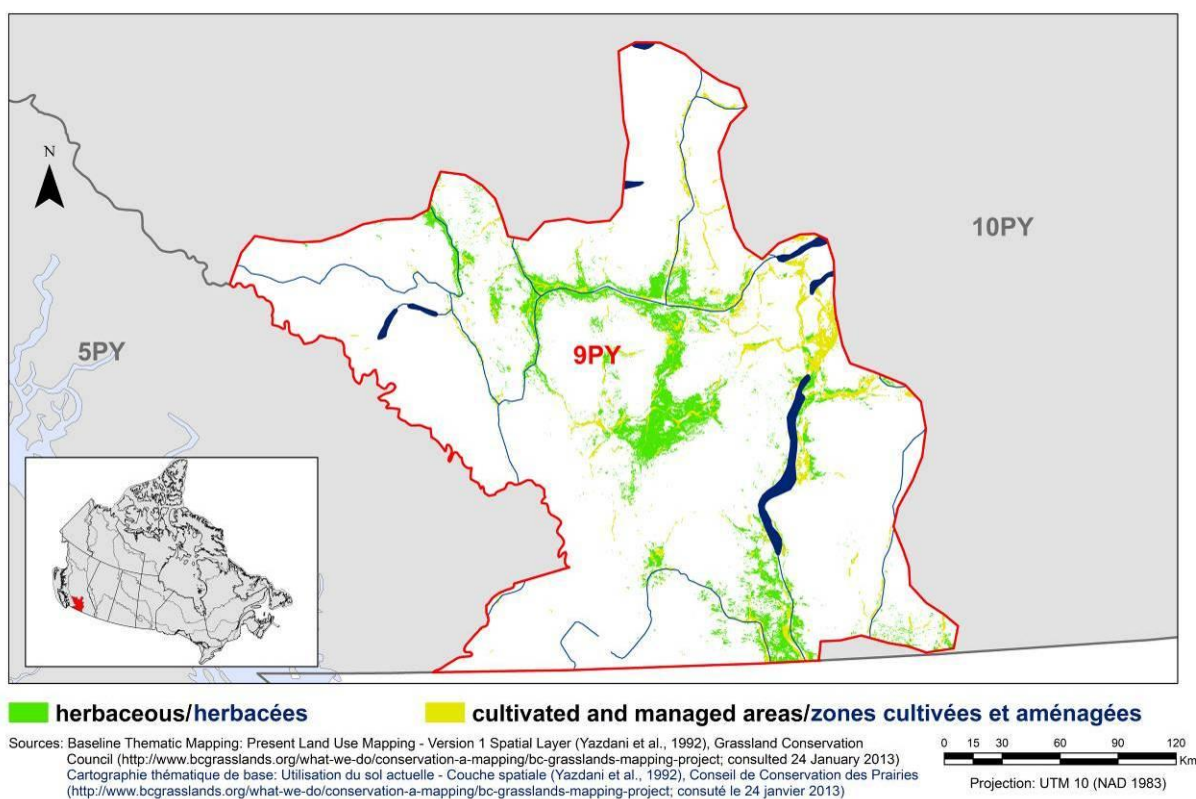 N
10PY
5PY
9PY
herbaceous/herbacées
cultivated and managed areas/zones cultivées et aménagées
Sources: Baseline Thematic Mapping: Present Land Use Mapping - Version 1 Spatial Layer (Yazdani et al., 1992), Grassland Conservation
Council (http://www.bcgrasslands.org/what-we-do/conservation-a-mapping/bc-grasslands-mapping-project; consulted 24 January 2013)
Cartographie thématique de base: Utilisation du sol actuelle - Couche spatiale (Yazdani et al., 1992), Conseil de Conservation des Prairies
(http://www.bcgrasslands.org/what-we-do/conservation-a-mapping/bc-grasslands-mapping-project; consuté le 24 janvier 2013)
0 15 30 60 90 120
Km
Projection: UTM 10 (NAD 1983)